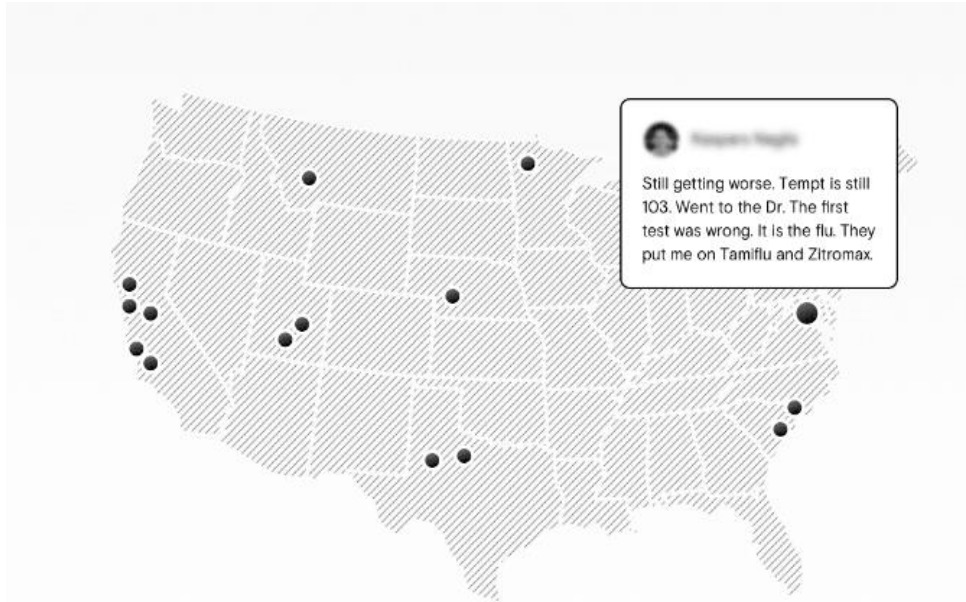 Still getting worse. Tempt is still
103. Went to the Dr. The first
test was wrong. It is the flu. They
put me on Tamiflu and Zitromax.